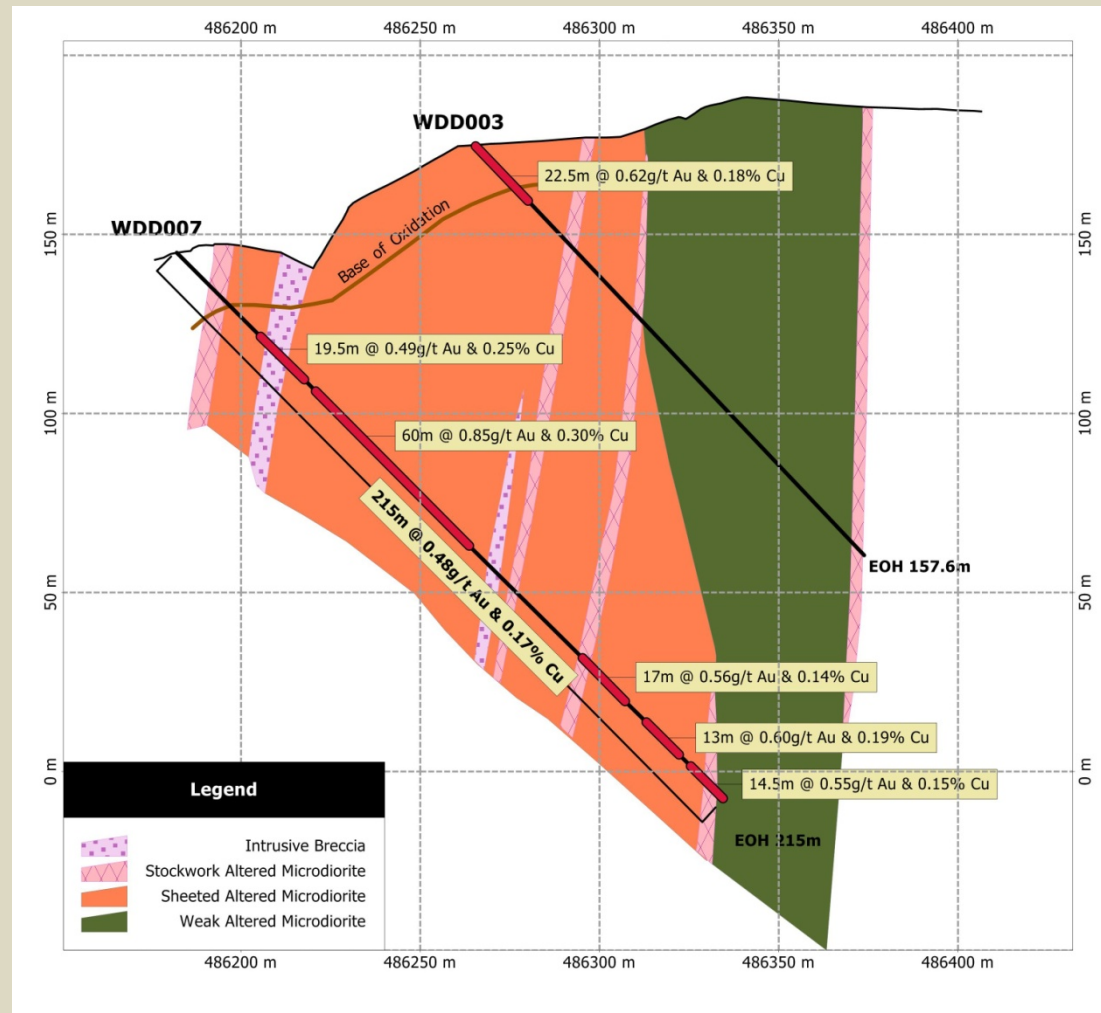 486200 m
486250 m
486300 m
486350 m
486400 m
WDD003
22.5m @ 0.62g/t Au & 0.18% Cu
WDD007
150 m
150 m
Base of Oxidation
19.5m @ 0.49g/t Au & 0.25% Cu
100 m
100 m
60m @ 0.85g/t Au & 0.30% Cu
215m @ 0.48g/t Au & 0.17% Cu
EOH 157.6m
50 m
50 m
17m @ 0.56g/t Au & 0.14% Cu
13m @ 0.60g/t Au & 0.19% Cu
0 m
0 m
14.5m @ 0.55g/t Au & 0.15% Cu
EOH 215m
Legend
Intrusive Breccia
Stockwork Altered Microdiorite
Sheeted Altered Microdiorite
Weak Altered Microdiorite
486200 m
486250 m
486300 m
486350 m
486400 m